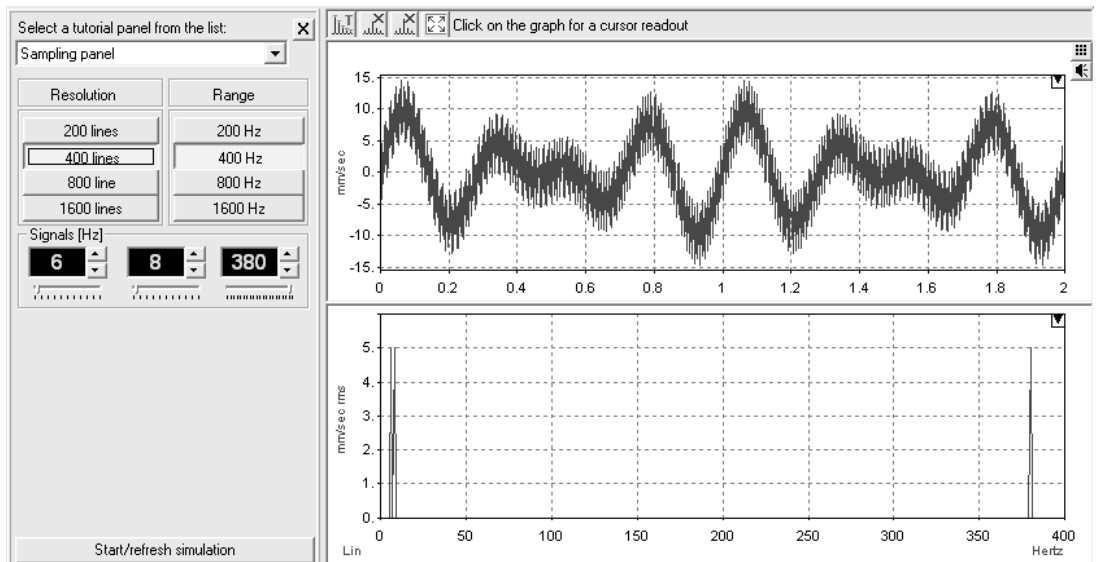 Select a tutorial panel from the list:
Sampling panel
Resolution Range
200 lines 200 Hz
400 lines 400 Hz
800 line 800 Hz
1600 lines 1600 Hz
Signals [Hz]
6 8 380
Start/refresh simulation
Click on the graph for a cursor readout
15.
10.
5.
0.
-5.
-10.
-15.
mm/sec
0 0.2 0.4 0.6 0.8 1 1.2 1.4 1.6 1.8 2
5.
4.
3.
2.
1.
0.
mm/sec rms
0 50 100 150 200 250 300 350 400
Lin Hertz